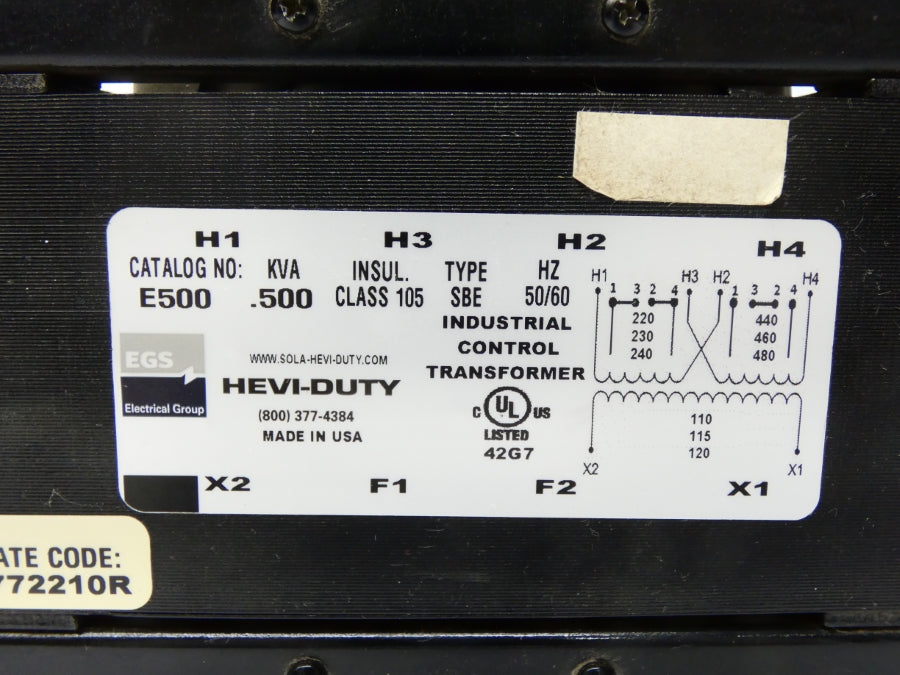 H1 H3 H2 H4
CATALOG NO: KVA INSUL. TYPE HZ
E500 .500 CLASS 105 SBE 50/60
H1 H3 H2 H4
1 3 2 4 1 3 2 4
220 440
230 460
240 480
INDUSTRIAL
CONTROL
TRANSFORMER
EGS
Electrical Group
WWW.SOLA-HEVI-DUTY.COM
HEVI-DUTY
(800) 377-4384
MADE IN USA
C UL US
LISTED
42G7
110
115
120
X2 X1
X2 F1 F2 X1
ATE CODE:
772210R